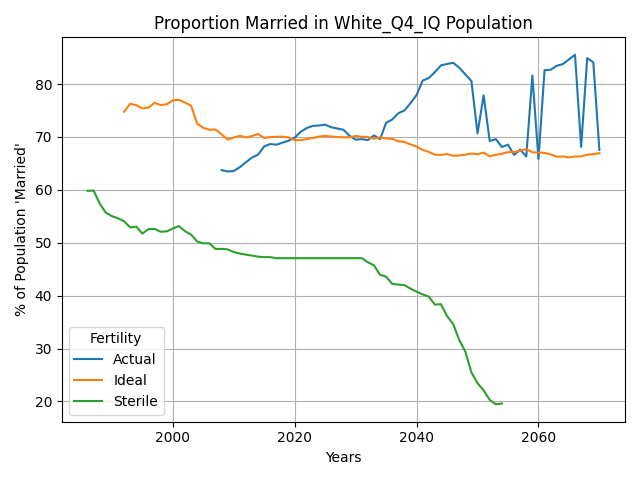 Proportion Married in White_Q4_IQ Population
% of Population 'Married'
80
70
60
50
40
30
20
Fertility
Actual
Ideal
Sterile
2000
2020
2040
2060
Years